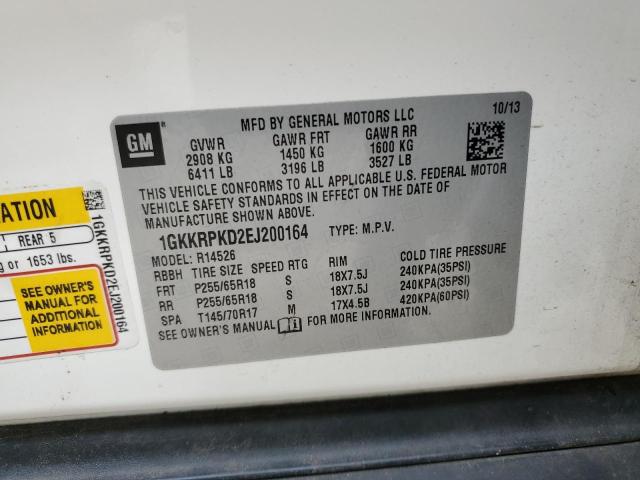 GM
MFD BY GENERAL MOTORS LLC
10/13
GVWR GAWR FRT GAWR RR
2908 KG 1450 KG 1600 KG
6411 LB 3196 LB 3527 LB
THIS VEHICLE CONFORMS TO ALL APPLICABLE U.S. FEDERAL MOTOR
VEHICLE SAFETY STANDARDS IN EFFECT ON THE DATE OF
MANUFACTURE SHOWN ABOVE.
1GKKRPKD2EJ200164 TYPE: M.P.V.
MODEL: R14526
RBBH TIRE SIZE SPEED RTG RIM COLD TIRE PRESSURE
FRT P255/65R18 S 18X7.5J 240KPA(35PSI)
RR P255/65R18 S 18X7.5J 240KPA(35PSI)
SPA T145/70R17 M 17X4.5B 420KPA(60PSI)
SEE OWNER'S MANUAL FOR MORE INFORMATION.
REAR 5
or 1653 lbs.
SEE OWNER'S
MANUAL FOR
ADDITIONAL
INFORMATION
1GKKRPKD2EJ200164